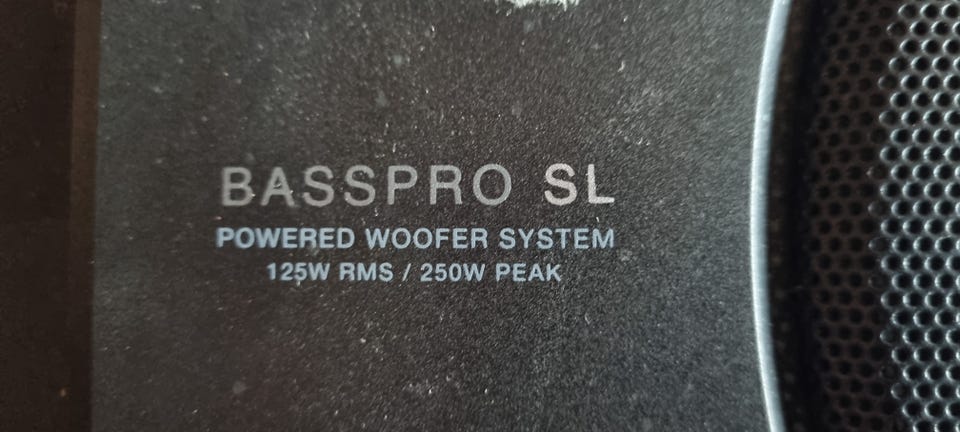 BASSPRO SL
POWERED WOOFER SYSTEM
125W RMS / 250W PEAK